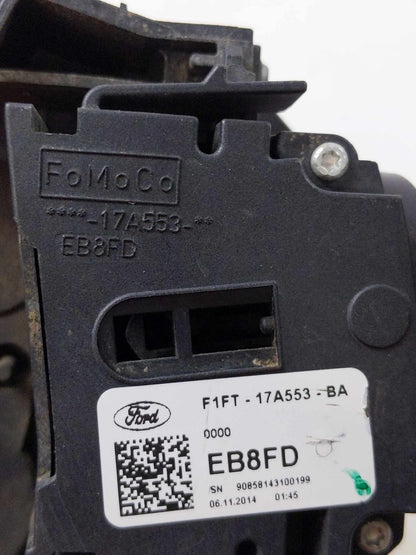 FoMoCo
****-17A553-**
EB8FD
Ford
F1FT - 17A553 - BA
0000
EB8FD
SN 90858143100199
06.11.2014 01:45